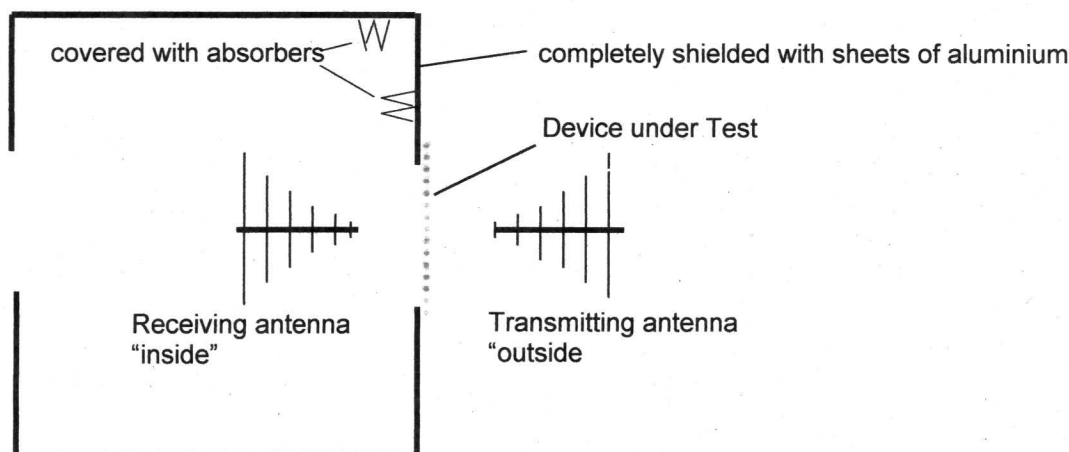 covered with absorbers
completely shielded with sheets of aluminium
Device under Test
Receiving antenna
“inside”
Transmitting antenna
“outside